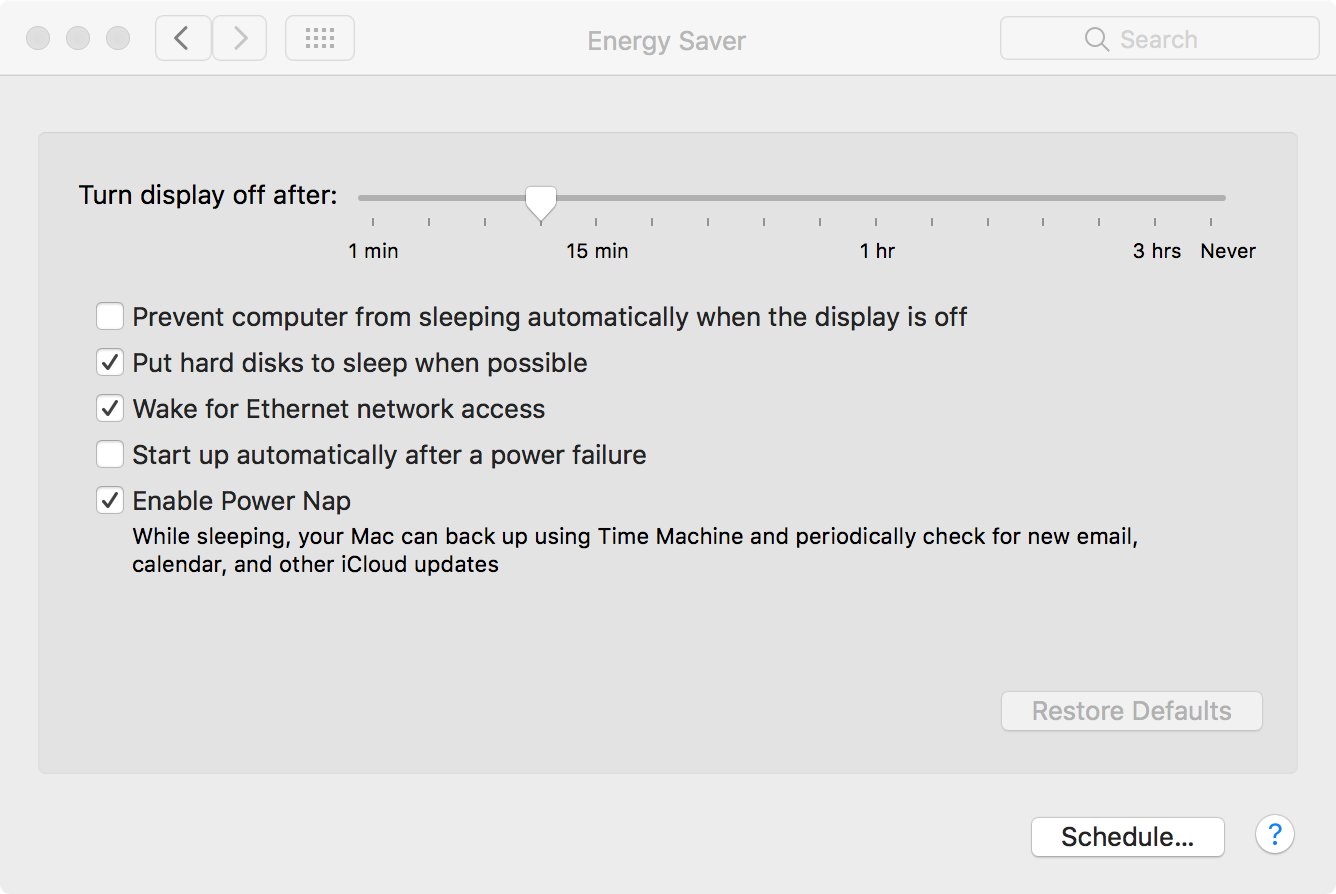 Energy Saver
Search
Turn display off after:
1 min 15 min 1 hr 3 hrs Never
Prevent computer from sleeping automatically when the display is off
Put hard disks to sleep when possible
Wake for Ethernet network access
Start up automatically after a power failure
Enable Power Nap
While sleeping, your Mac can back up using Time Machine and periodically check for new email,
calendar, and other iCloud updates
Restore Defaults
Schedule...
?